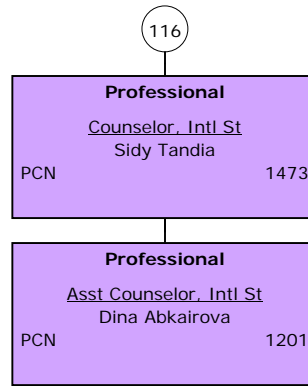 116
Professional
Counselor, Intl St
Sidy Tandia
PCN 1473
Professional
Asst Counselor, Intl St
Dina Abkairova
PCN 1201